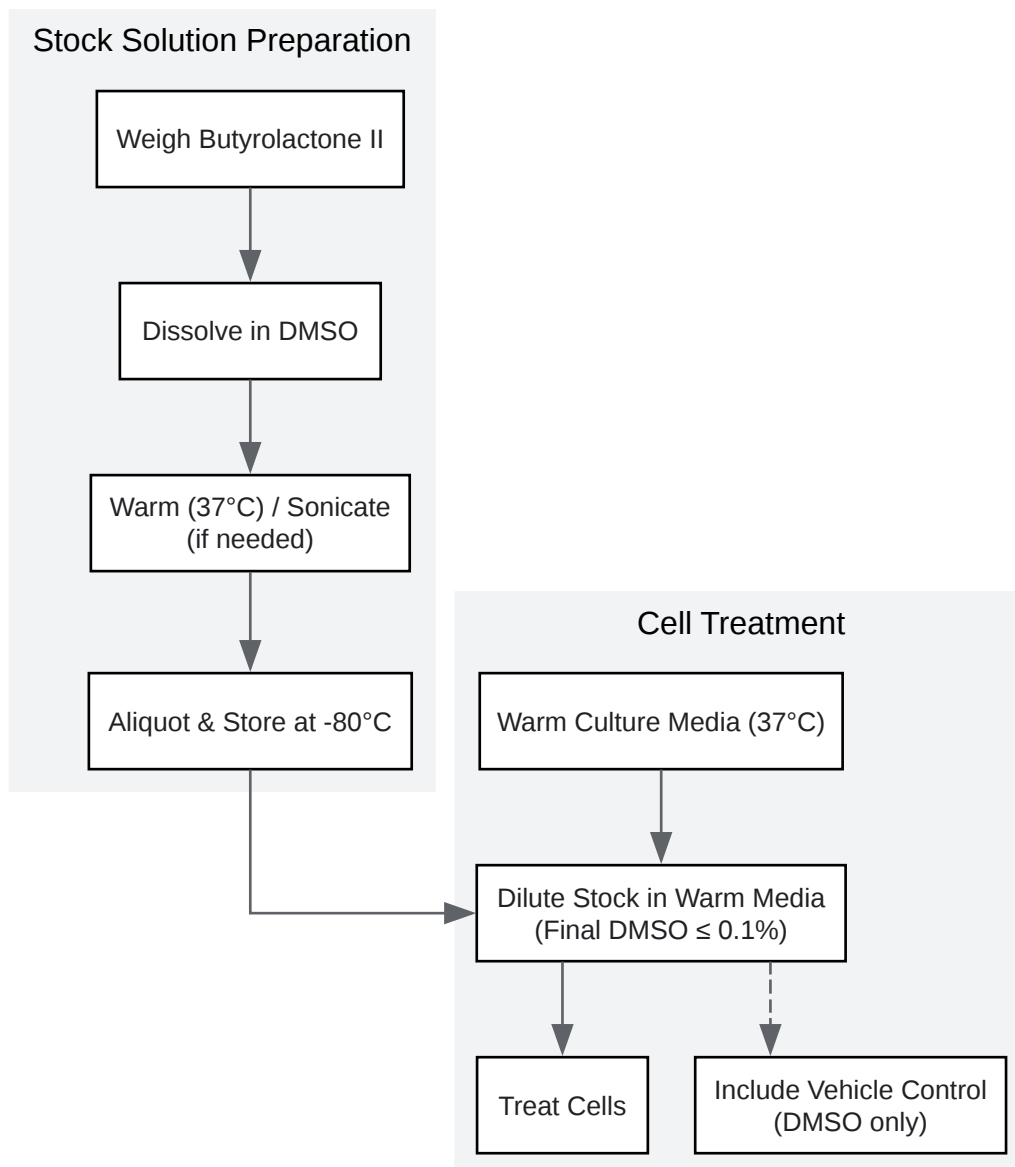 Stock Solution Preparation
Weigh Butyrolactone II
Dissolve in DMSO
Warm (37°C) / Sonicate
(if needed)
Aliquot & Store at -80°C
Cell Treatment
Warm Culture Media (37°C)
Dilute Stock in Warm Media
(Final DMSO ≤ 0.1%)
Treat Cells
Include Vehicle Control
(DMSO only)